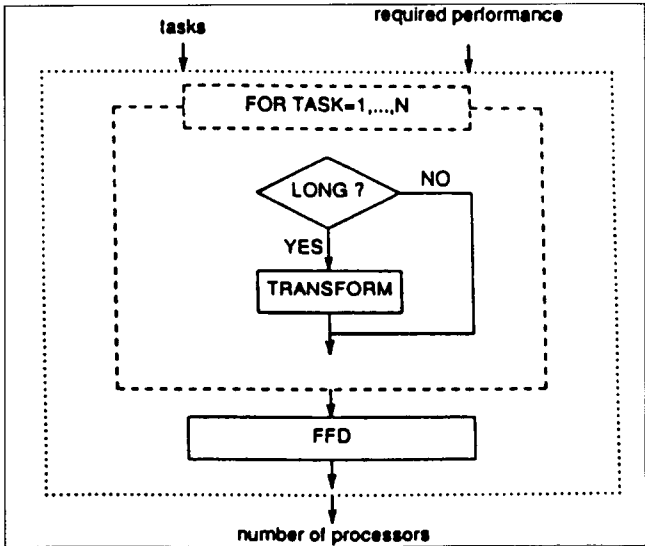 tasks
required performance
FOR TASK=1,...,N
LONG ?
NO
YES
TRANSFORM
FFD
number of processors